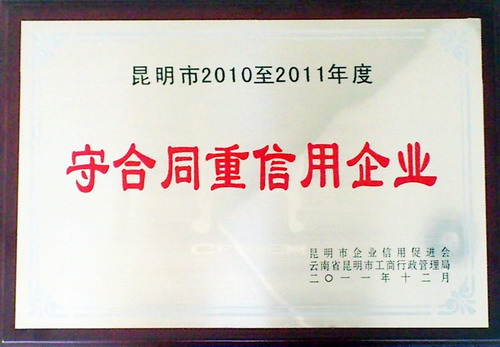 昆明市2010至2011年度
守合同重信用企业
昆明市企业信用促进会
云南省昆明市工商行政管理局
二〇一一年十二月